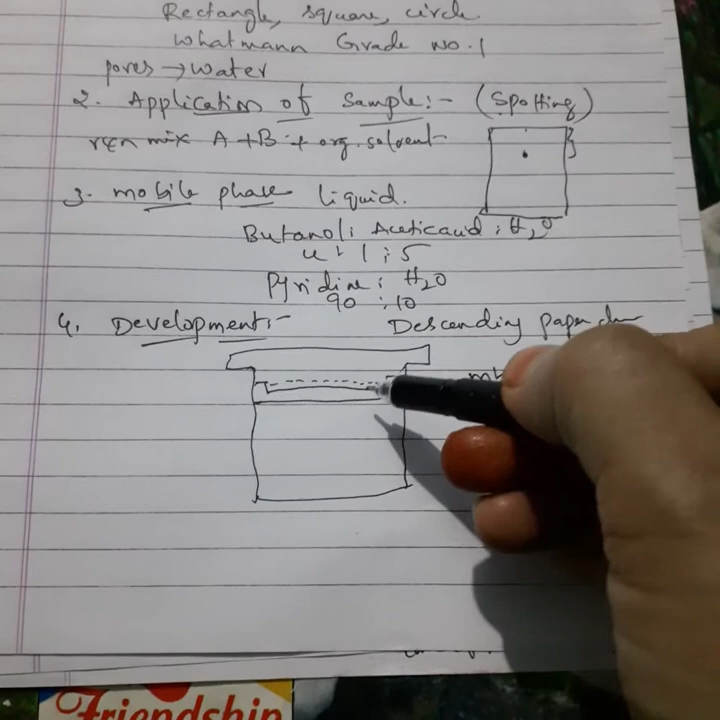 Rectangle, square, circle.
Whatmann Grade no. 1
pores → water
2. Application of Sample:- (Spotting)
rxn mix A + B + org. solvent
3. mobile phase liquid.
Butanol: Aceticacid : H2O
4 : 1 : 5
Pyridine : H2O
90 : 10
4. Development:- Descending paper
Friendship